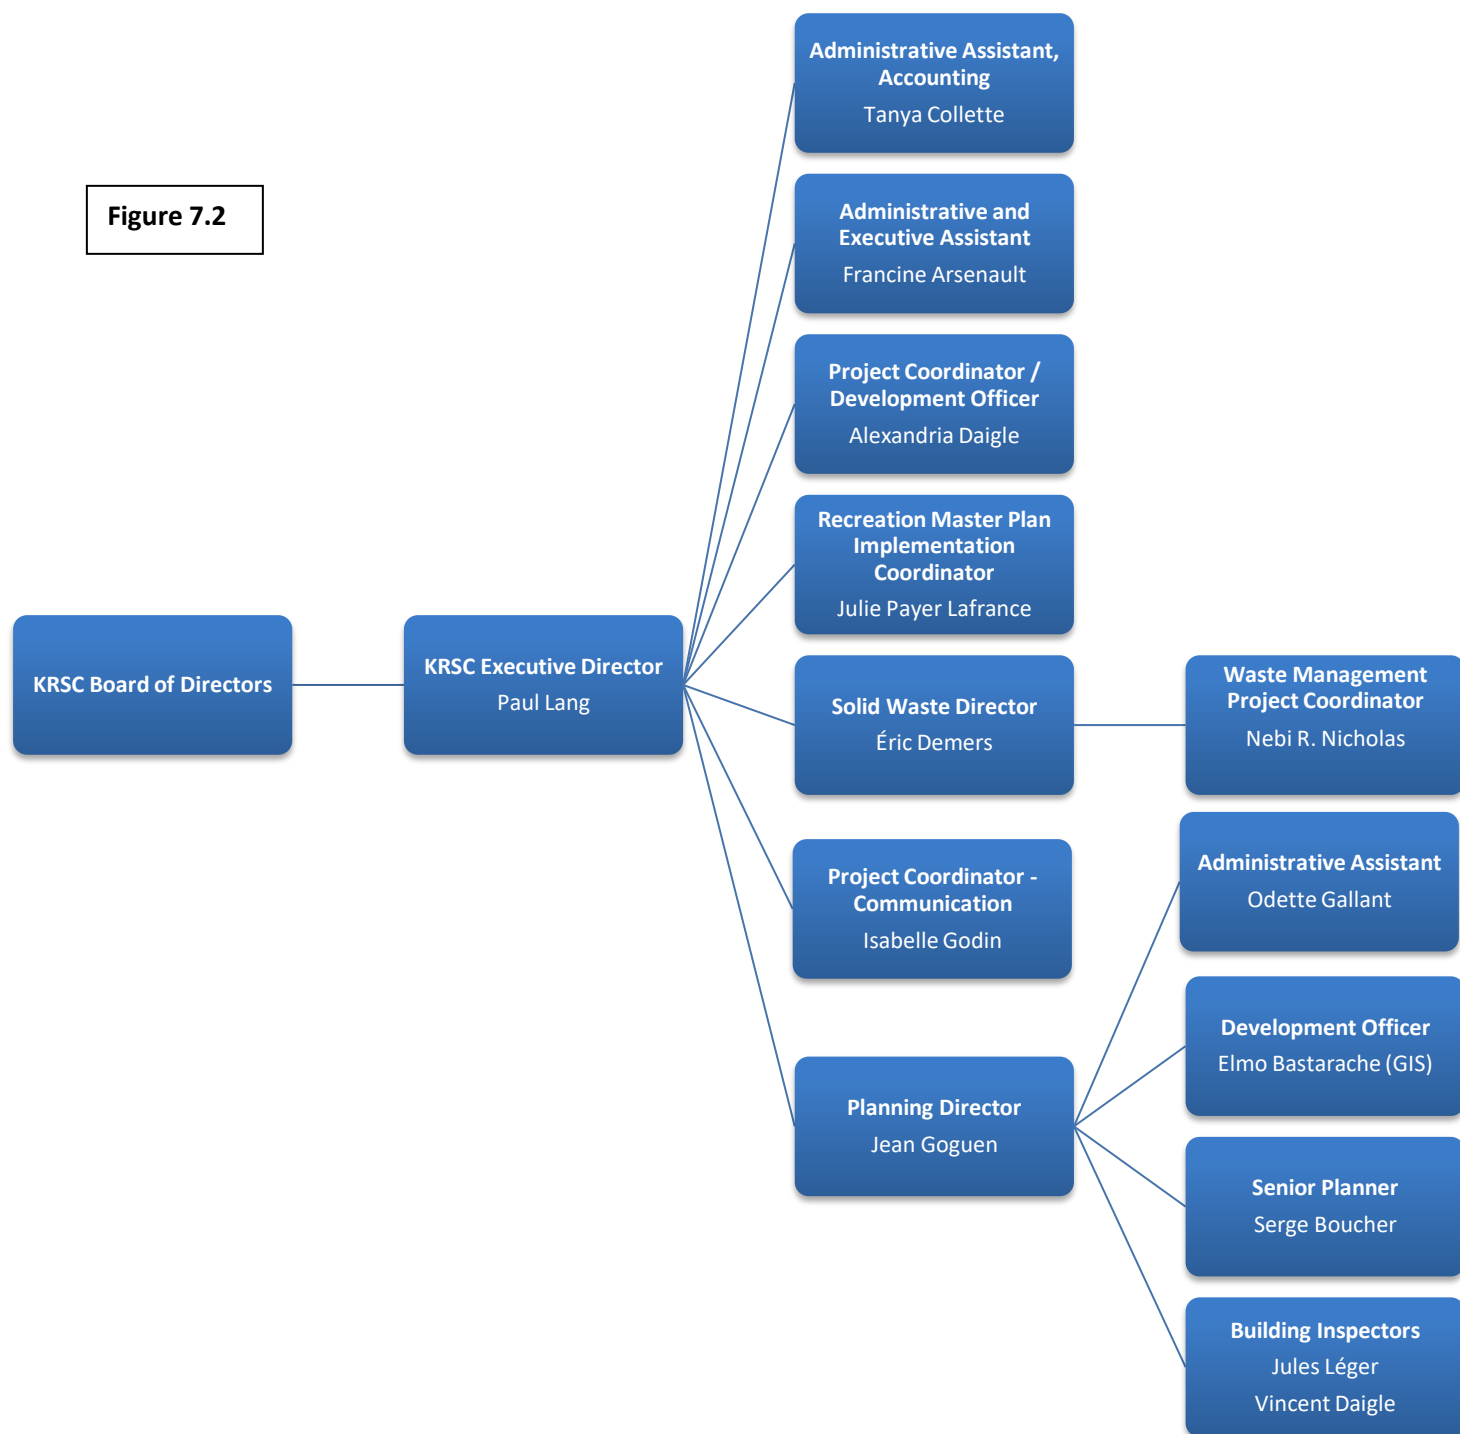 Figure 7.2
KRSC Board of Directors
KRSC Executive Director
Paul Lang
Administrative Assistant,
Accounting
Tanya Collette
Administrative and
Executive Assistant
Francine Arsenault
Project Coordinator /
Development Officer
Alexandria Daigle
Recreation Master Plan
Implementation
Coordinator
Julie Payer Lafrance
Solid Waste Director
Éric Demers
Waste Management
Project Coordinator
Nebi R. Nicholas
Project Coordinator -
Communication
Isabelle Godin
Planning Director
Jean Goguen
Administrative Assistant
Odette Gallant
Development Officer
Elmo Bastarache (GIS)
Senior Planner
Serge Boucher
Building Inspectors
Jules Léger
Vincent Daigle